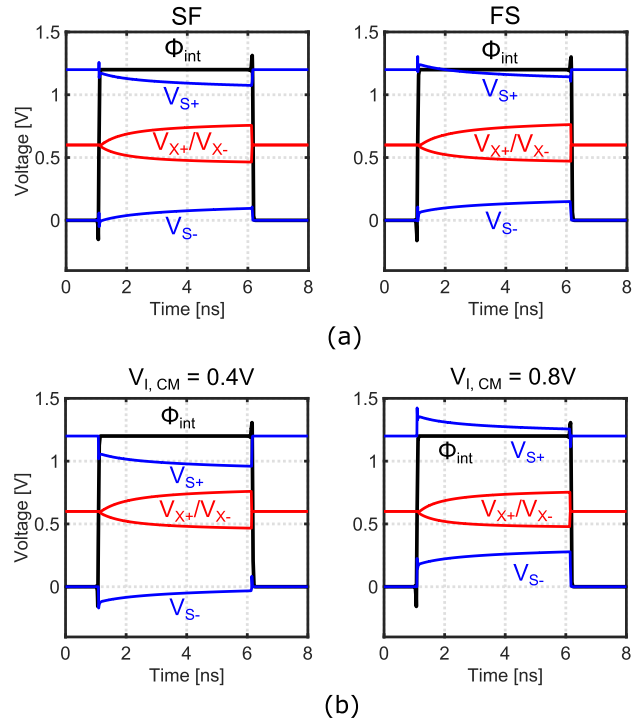 SF
FS
1.5
1
0.5
0
Voltage [V]
Φint
VS+
VX+/VX-
VS-
0 2 4 6 8
Time [ns]
1.5
1
0.5
0
Voltage [V]
Φint
VS+
VX+/VX-
VS-
0 2 4 6 8
Time [ns]
(a)
VI, CM = 0.4V
VI, CM = 0.8V
1.5
1
0.5
0
Voltage [V]
Φint
VS+
VX+/VX-
VS-
0 2 4 6 8
Time [ns]
1.5
1
0.5
0
Voltage [V]
Φint
VS+
VX+/VX-
VS-
0 2 4 6 8
Time [ns]
(b)